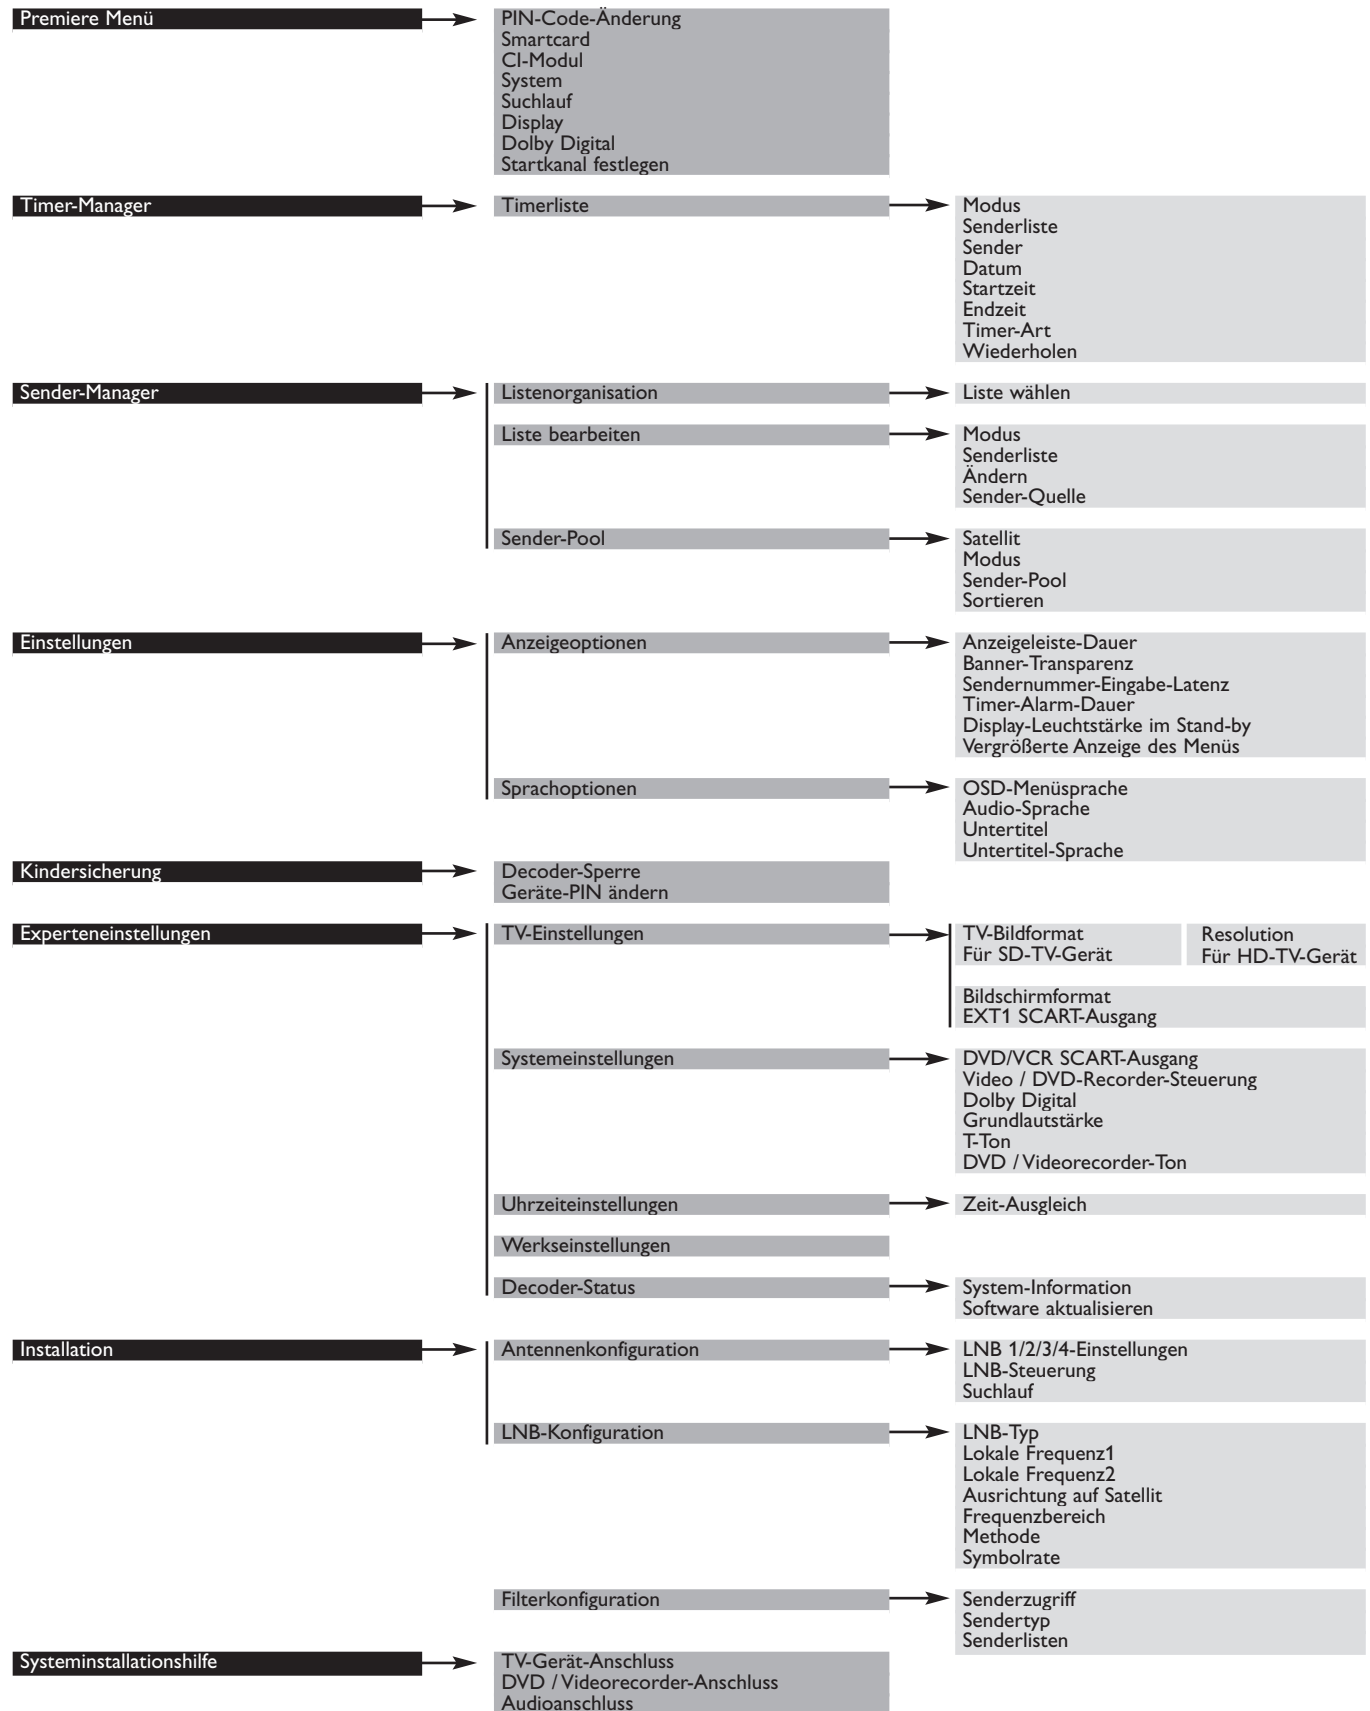 Premiere Menü
PIN-Code-Änderung
Smartcard
CI-Modul
System
Suchlauf
Display
Dolby Digital
Startkanal festlegen
Timer-Manager
Timerliste
Modus
Senderliste
Sender
Datum
Startzeit
Endzeit
Timer-Art
Wiederholen
Sender-Manager
Listenorganisation
Liste wählen
Liste bearbeiten
Modus
Senderliste
Ändern
Sender-Quelle
Sender-Pool
Satellit
Modus
Sender-Pool
Sortieren
Einstellungen
Anzeigeoptionen
Anzeigeleiste-Dauer
Banner-Transparenz
Sendernummer-Eingabe-Latenz
Timer-Alarm-Dauer
Display-Leuchtstärke im Stand-by
Vergrößerte Anzeige des Menüs
Sprachoptionen
OSD-Menüsprache
Audio-Sprache
Untertitel
Untertitel-Sprache
Kindersicherung
Decoder-Sperre
Geräte-PIN ändern
Experteneinstellungen
TV-Einstellungen
TV-Bildformat
Für SD-TV-Gerät
Resolution
Für HD-TV-Gerät
Bildschirmformat
EXT1 SCART-Ausgang
Systemeinstellungen
DVD/VCR SCART-Ausgang
Video / DVD-Recorder-Steuerung
Dolby Digital
Grundlautstärke
T-Ton
DVD / Videorecorder-Ton
Uhrzeiteinstellungen
Zeit-Ausgleich
Werkseinstellungen
Decoder-Status
System-Information
Software aktualisieren
Installation
Antennenkonfiguration
LNB 1/2/3/4-Einstellungen
LNB-Steuerung
Suchlauf
LNB-Konfiguration
LNB-Typ
Lokale Frequenz1
Lokale Frequenz2
Ausrichtung auf Satellit
Frequenzbereich
Methode
Symbolrate
Filterkonfiguration
Senderzugriff
Sendertyp
Senderlisten
Systeminstallationshilfe
TV-Gerät-Anschluss
DVD / Videorecorder-Anschluss
Audioanschluss